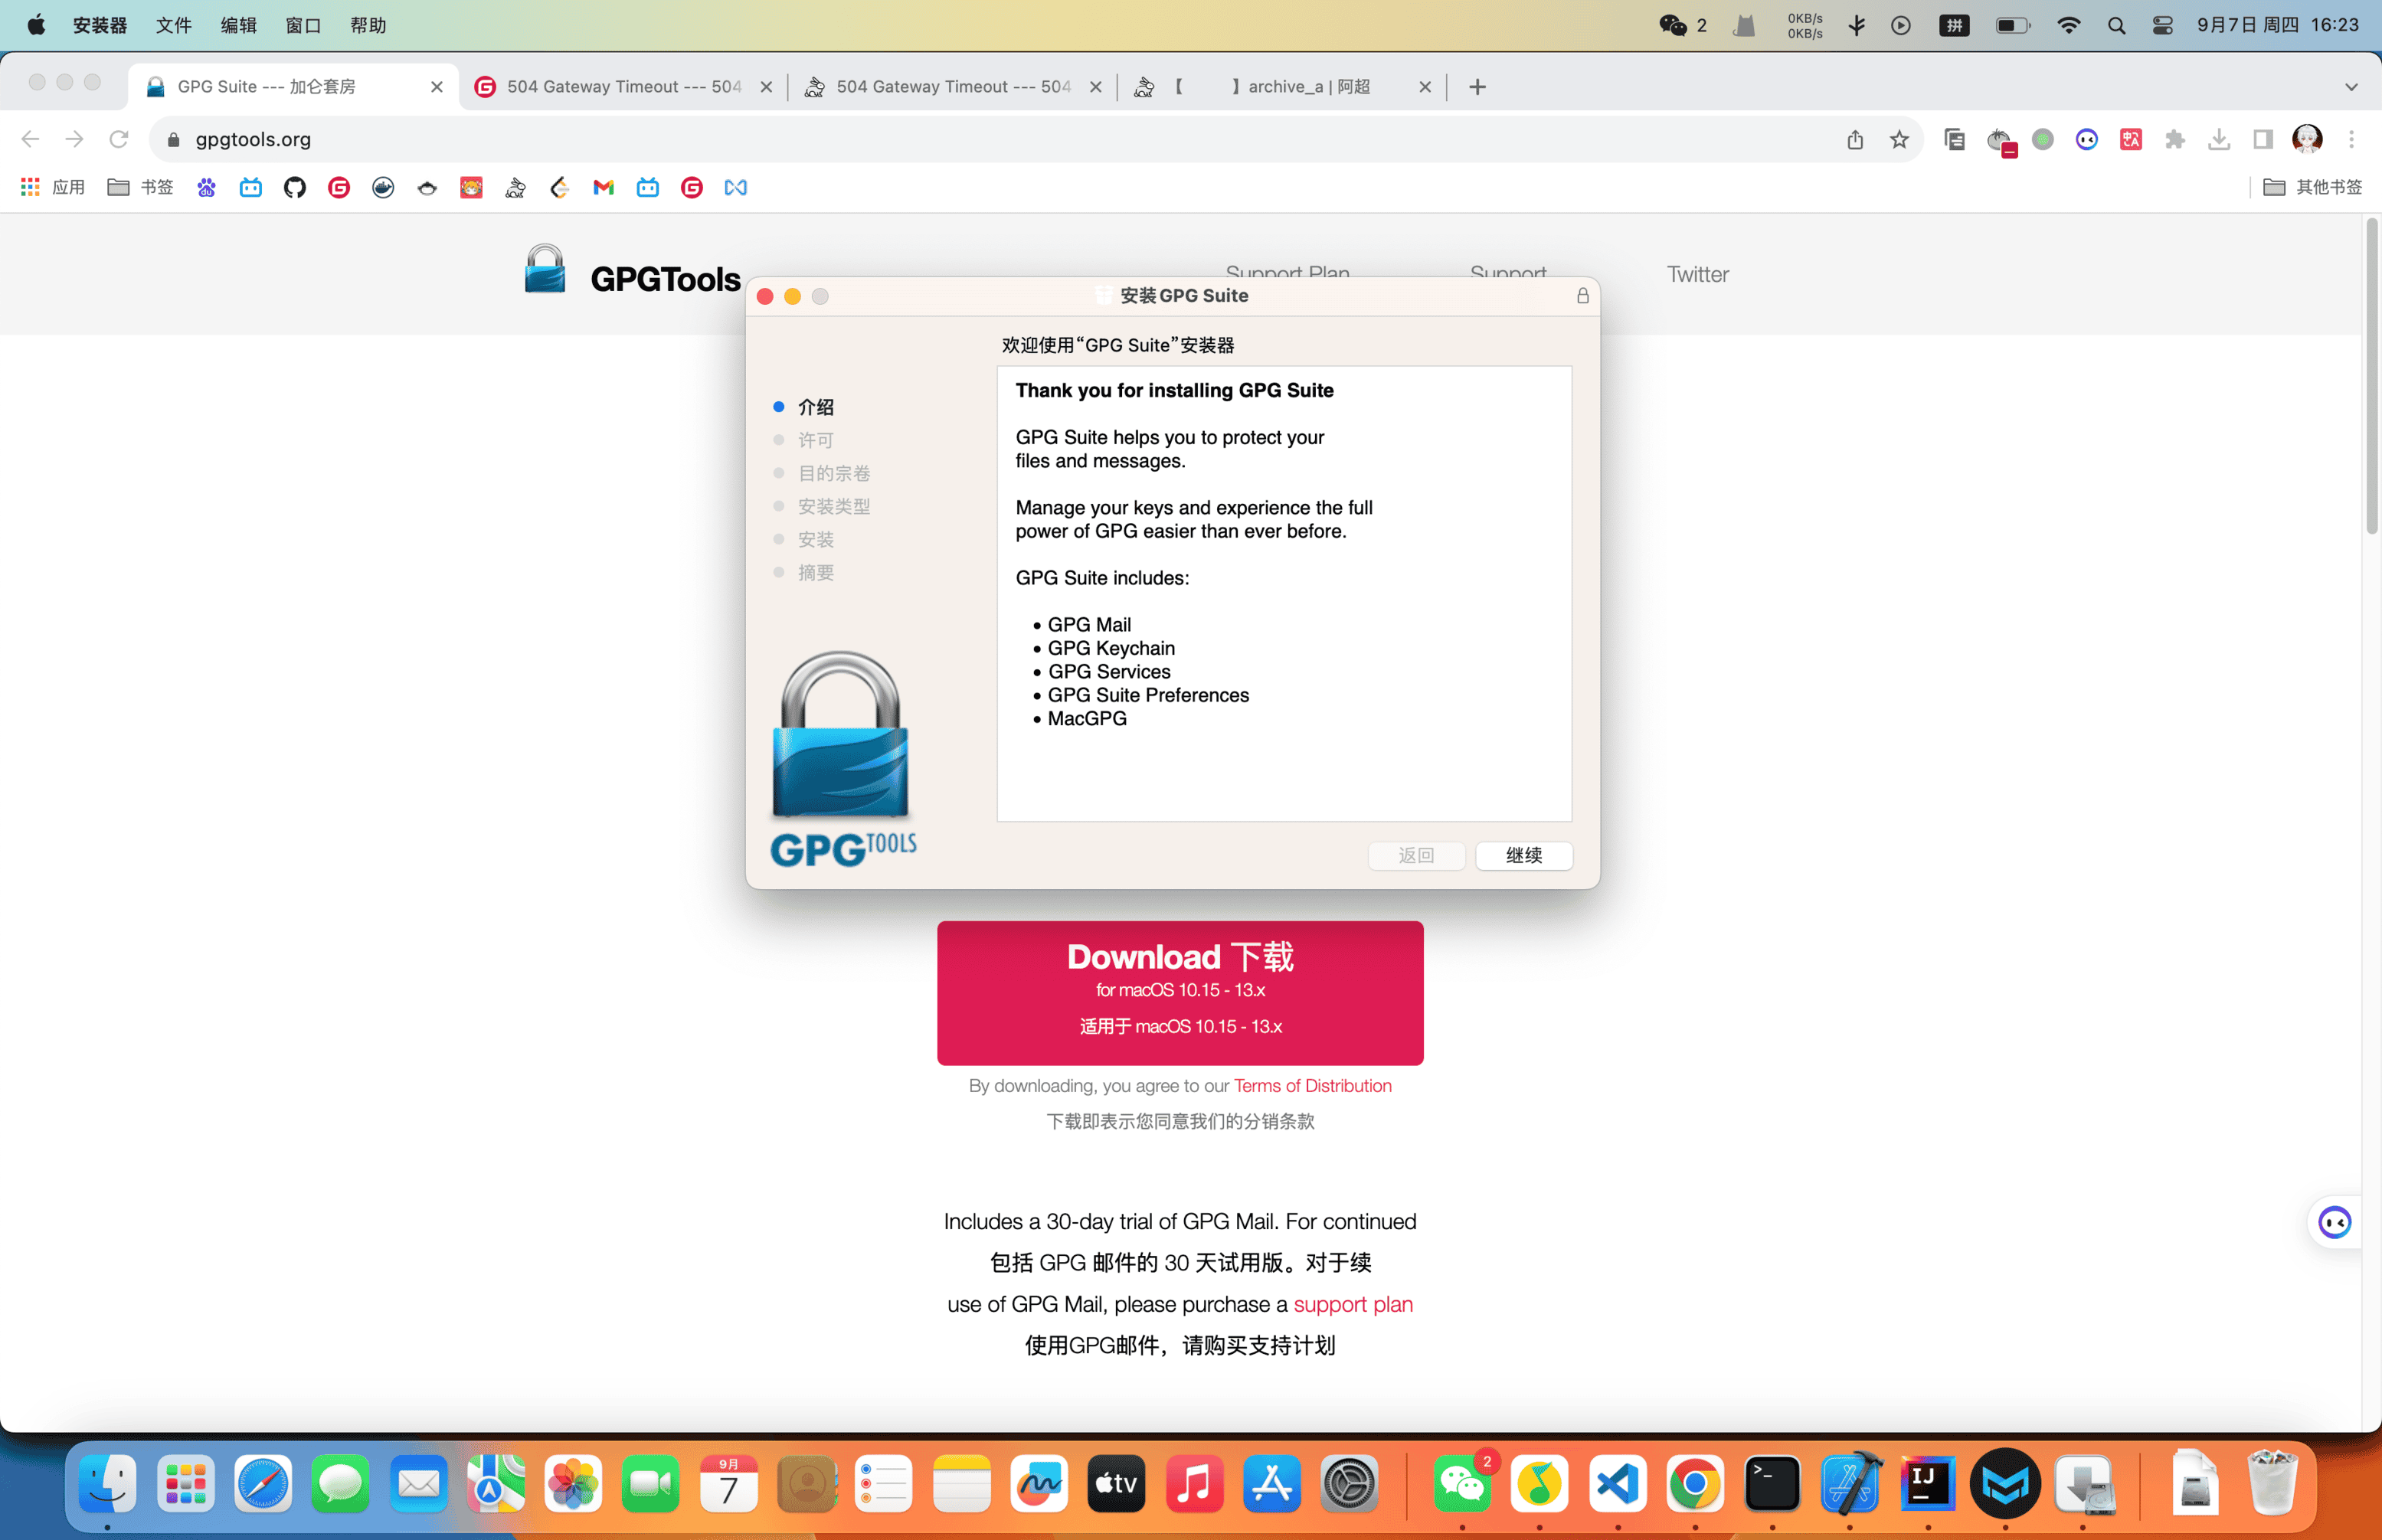 安装器 文件 编辑 窗口 帮助 2 0KB/s 拼 9月7日 周四 16:23
0KB/s
GPG Suite --- 加仑套房 504 Gateway Timeout --- 504 504 Gateway Timeout --- 504 【 】archive_a | 阿超
gpgtools.org
应用 书签 其他书签
GPGTools Support Plan Support Twitter
安装GPG Suite
欢迎使用“GPG Suite”安装器
介绍
许可
目的宗卷
安装类型
安装
摘要
Thank you for installing GPG Suite
GPG Suite helps you to protect your
files and messages.
Manage your keys and experience the full
power of GPG easier than ever before.
GPG Suite includes:
• GPG Mail
• GPG Keychain
• GPG Services
• GPG Suite Preferences
• MacGPG
GPGTOOLS
返回 继续
Download 下载
for macOS 10.15 - 13.x
适用于 macOS 10.15 - 13.x
By downloading, you agree to our Terms of Distribution
下载即表示您同意我们的分销条款
Includes a 30-day trial of GPG Mail. For continued
包括 GPG 邮件的 30 天试用版。对于续
use of GPG Mail, please purchase a support plan
使用GPG邮件，请购买支持计划
9月
7
tv
2
IJ